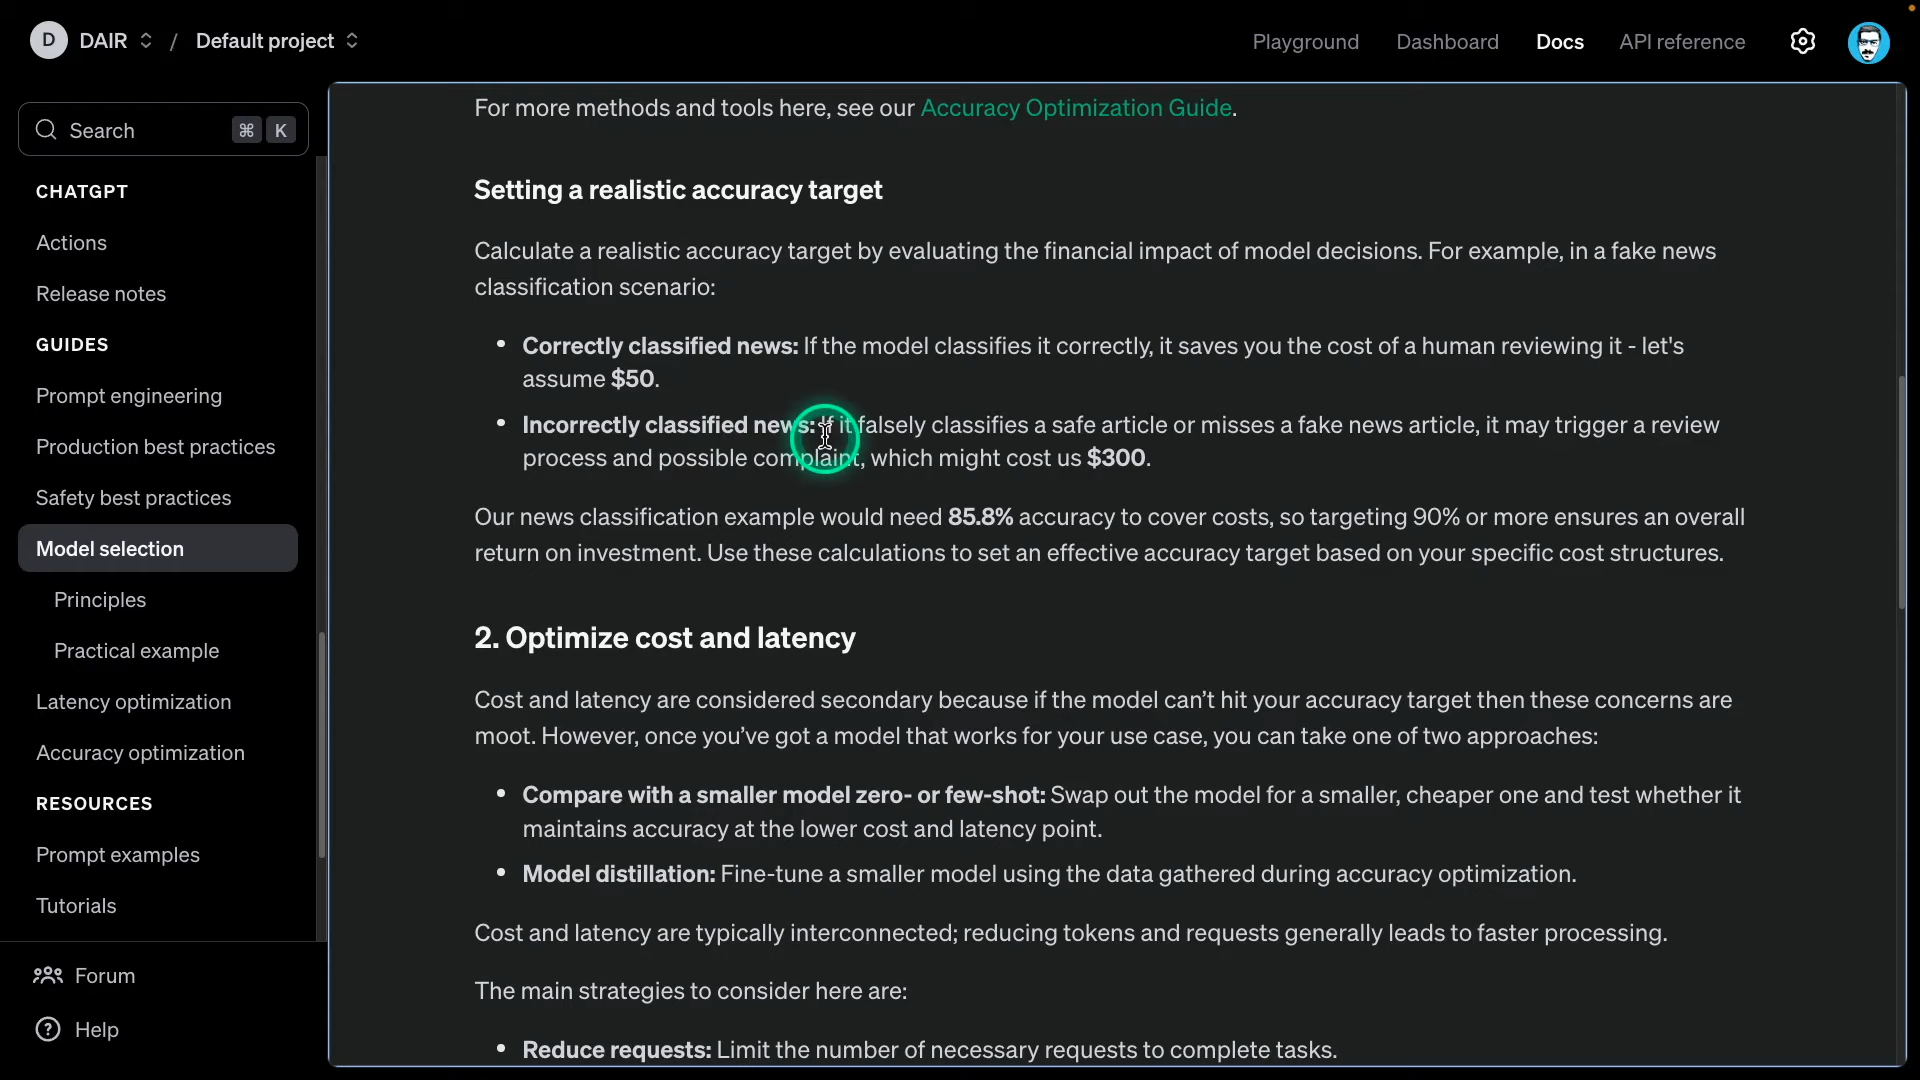 D DAIR / Default project
Playground Dashboard Docs API reference
Search ⌘ K
CHATGPT
Actions
Release notes
GUIDES
Prompt engineering
Production best practices
Safety best practices
Model selection
Principles
Practical example
Latency optimization
Accuracy optimization
RESOURCES
Prompt examples
Tutorials
Forum
Help
For more methods and tools here, see our Accuracy Optimization Guide.
Setting a realistic accuracy target
Calculate a realistic accuracy target by evaluating the financial impact of model decisions. For example, in a fake news
classification scenario:
• Correctly classified news: If the model classifies it correctly, it saves you the cost of a human reviewing it - let's
assume $50.
• Incorrectly classified news: If it falsely classifies a safe article or misses a fake news article, it may trigger a review
process and possible complaint, which might cost us $300.
Our news classification example would need 85.8% accuracy to cover costs, so targeting 90% or more ensures an overall
return on investment. Use these calculations to set an effective accuracy target based on your specific cost structures.
2. Optimize cost and latency
Cost and latency are considered secondary because if the model can’t hit your accuracy target then these concerns are
moot. However, once you’ve got a model that works for your use case, you can take one of two approaches:
• Compare with a smaller model zero- or few-shot: Swap out the model for a smaller, cheaper one and test whether it
maintains accuracy at the lower cost and latency point.
• Model distillation: Fine-tune a smaller model using the data gathered during accuracy optimization.
Cost and latency are typically interconnected; reducing tokens and requests generally leads to faster processing.
The main strategies to consider here are:
• Reduce requests: Limit the number of necessary requests to complete tasks.